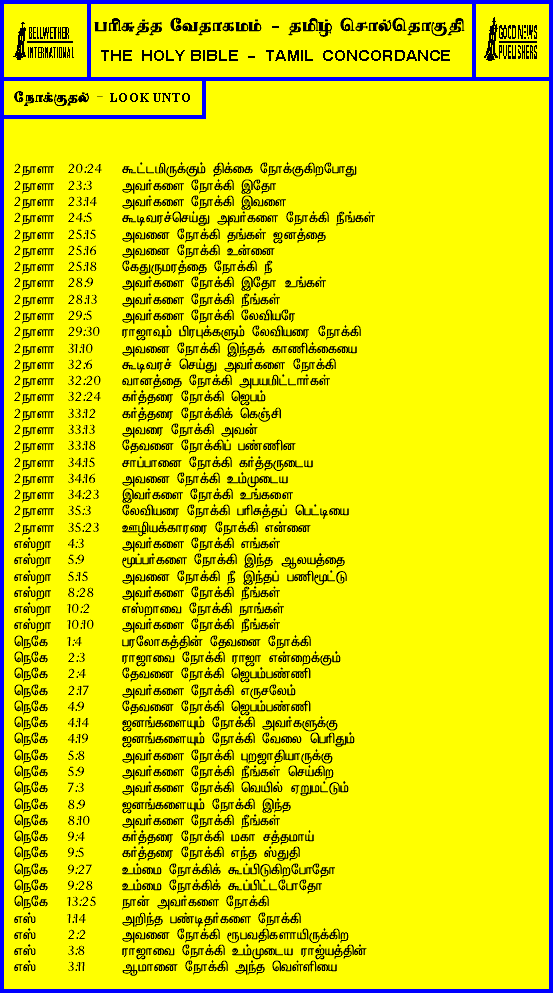 BELLWETHER
INTERNATIONAL
பரிசுத்த வேதாகமம் - தமிழ் சொல்தொகுதி
THE HOLY BIBLE - TAMIL CONCORDANCE
GOOD NEWS
PUBLISHERS
நோக்குதல் - LOOK UNTO
2நாளா 20:24 கூட்டமிருக்கும் திக்கை நோக்குகிறபோது
2நாளா 23:3 அவர்களை நோக்கி இதோ
2நாளா 23:14 அவர்களை நோக்கி இவளை
2நாளா 24:5 கூடிவரச்செய்து அவர்களை நோக்கி நீங்கள்
2நாளா 25:15 அவனை நோக்கி தங்கள் ஜனத்தை
2நாளா 25:16 அவனை நோக்கி உன்னை
2நாளா 25:18 கேதுருமரத்தை நோக்கி நீ
2நாளா 28:9 அவர்களை நோக்கி இதோ உங்கள்
2நாளா 28:13 அவர்களை நோக்கி நீங்கள்
2நாளா 29:5 அவர்களை நோக்கி லேவியரே
2நாளா 29:30 ராஜாவும் பிரபுக்களும் லேவியரை நோக்கி
2நாளா 31:10 அவனை நோக்கி இந்தக் காணிக்கையை
2நாளா 32:6 கூடிவரச் செய்து அவர்களை நோக்கி
2நாளா 32:20 வானத்தை நோக்கி அபயமிட்டார்கள்
2நாளா 32:24 கர்த்தரை நோக்கி ஜெபம்
2நாளா 33:12 கர்த்தரை நோக்கிக் கெஞ்சி
2நாளா 33:13 அவரை நோக்கி அவன்
2நாளா 33:18 தேவனை நோக்கிப் பண்ணின
2நாளா 34:15 சாப்பானை நோக்கி கர்த்தருடைய
2நாளா 34:16 அவனை நோக்கி உம்முடைய
2நாளா 34:23 இவர்களை நோக்கி உங்களை
2நாளா 35:3 லேவியரை நோக்கி பரிசுத்தப் பெட்டியை
2நாளா 35:23 ஊழியக்காரரை நோக்கி என்னை
எஸ்றா 4:3 அவர்களை நோக்கி எங்கள்
எஸ்றா 5:9 மூப்பர்களை நோக்கி இந்த ஆலயத்தை
எஸ்றா 5:15 அவனை நோக்கி நீ இந்தப் பணிமூட்டு
எஸ்றா 8:28 அவர்களை நோக்கி நீங்கள்
எஸ்றா 10:2 எஸ்றாவை நோக்கி நாங்கள்
எஸ்றா 10:10 அவர்களை நோக்கி நீங்கள்
நெகே 1:4 பரலோகத்தின் தேவனை நோக்கி
நெகே 2:3 ராஜாவை நோக்கி ராஜா என்றைக்கும்
நெகே 2:4 தேவனை நோக்கி ஜெபம்பண்ணி
நெகே 2:17 அவர்களை நோக்கி எருசலேம்
நெகே 4:9 தேவனை நோக்கி ஜெபம்பண்ணி
நெகே 4:14 ஜனங்களையும் நோக்கி அவர்களுக்கு
நெகே 4:19 ஜனங்களையும் நோக்கி வேலை பெரிதும்
நெகே 5:8 அவர்களை நோக்கி புறஜாதியாருக்கு
நெகே 5:9 அவர்களை நோக்கி நீங்கள் செய்கிற
நெகே 7:3 அவர்களை நோக்கி வெயில் ஏறுமட்டும்
நெகே 8:9 ஜனங்களையும் நோக்கி இந்த
நெகே 8:10 அவர்களை நோக்கி நீங்கள்
நெகே 9:4 கர்த்தரை நோக்கி மகா சத்தமாய்
நெகே 9:5 கர்த்தரை நோக்கி எந்த ஸ்துதி
நெகே 9:27 உம்மை நோக்கிக் கூப்பிடுகிறபோதோ
நெகே 9:28 உம்மை நோக்கிக் கூப்பிட்டபோதோ
நெகே 13:25 நான் அவர்களை நோக்கி
எஸ் 1:14 அறிந்த பண்டிதர்களை நோக்கி
எஸ் 2:2 அவனை நோக்கி ரூபவதிகளாயிருக்கிற
எஸ் 3:8 ராஜாவை நோக்கி உம்முடைய ராஜ்யத்தின்
எஸ் 3:11 ஆமானை நோக்கி அந்த வெள்ளியை